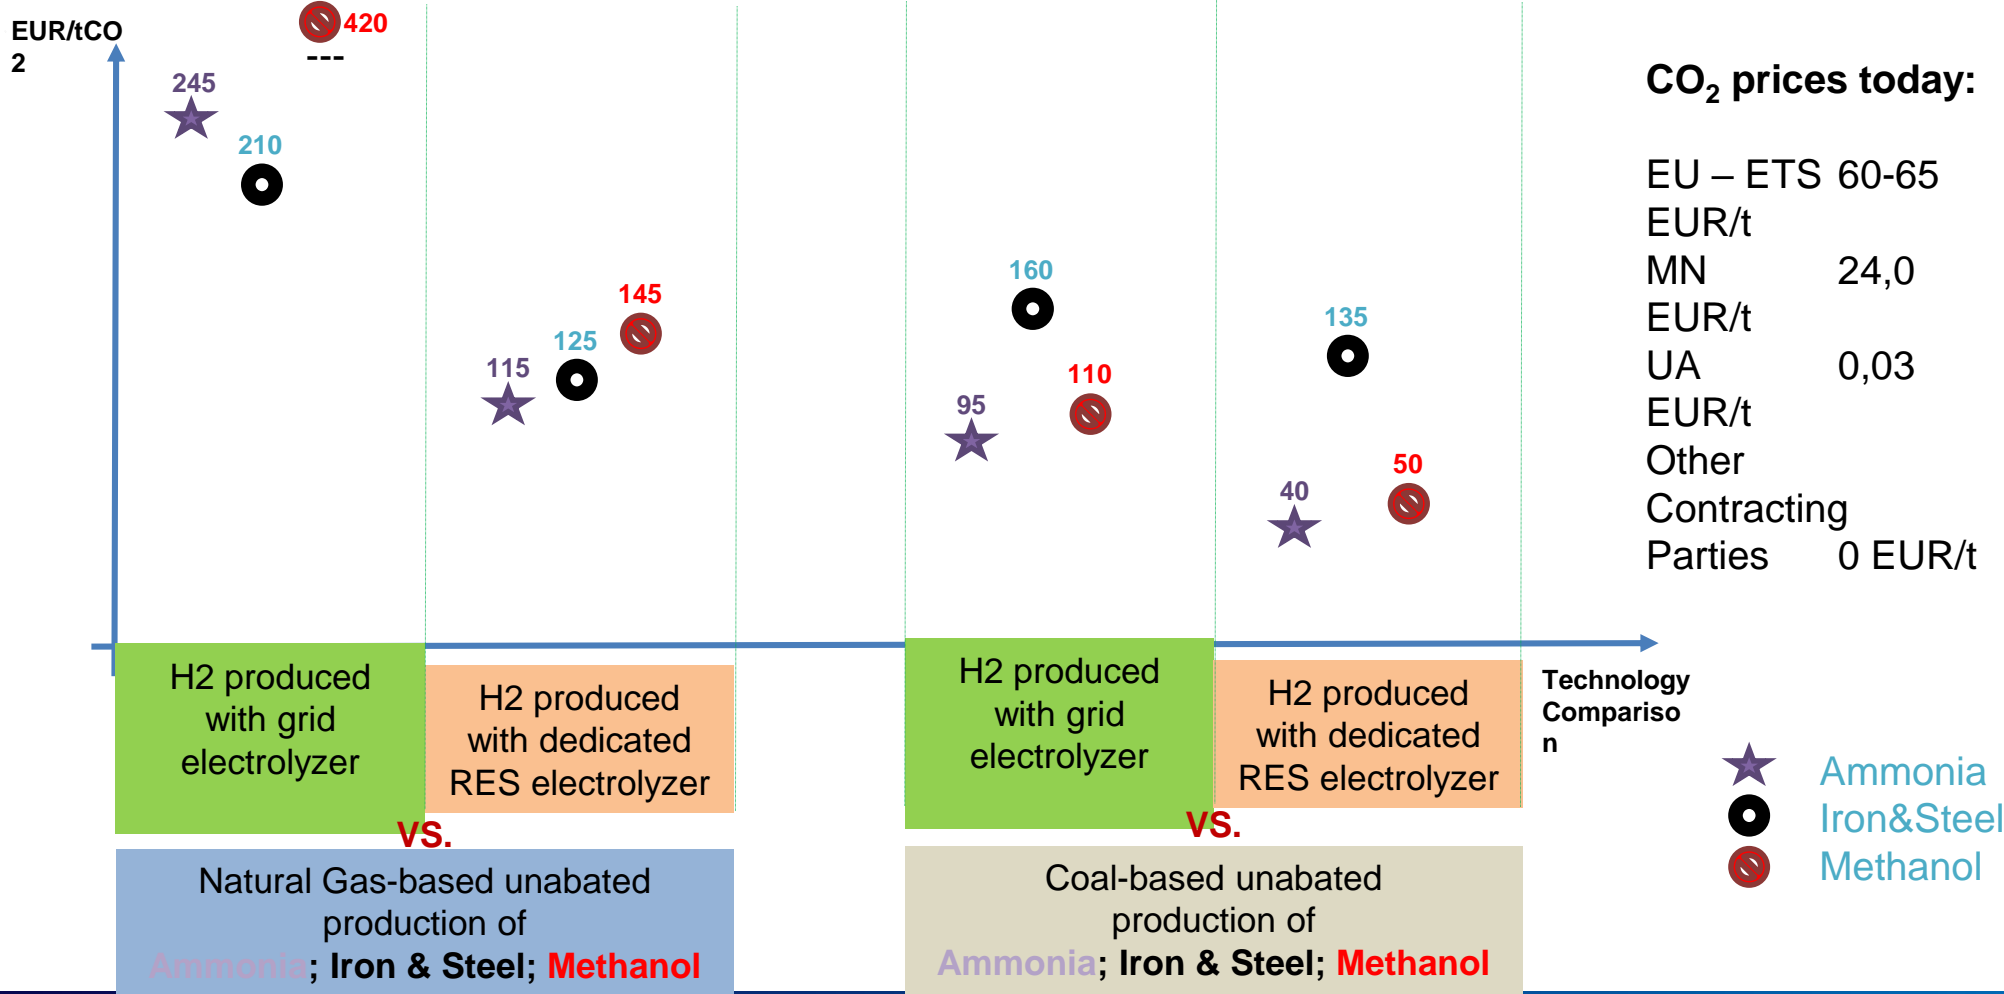 EUR/tCO
2
420
---
245
210
115
125
145
95
160
110
40
135
50
CO2 prices today:
EU – ETS 60-65
EUR/t
MN 24,0
EUR/t
UA 0,03
EUR/t
Other
Contracting
Parties 0 EUR/t
H2 produced
with grid
electrolyzer
H2 produced
with dedicated
RES electrolyzer
VS.
Natural Gas-based unabated
production of
Ammonia; Iron & Steel; Methanol
H2 produced
with grid
electrolyzer
H2 produced
with dedicated
RES electrolyzer
VS.
Coal-based unabated
production of
Ammonia; Iron & Steel; Methanol
Technology
Compariso
n
Ammonia
Iron&Steel
Methanol